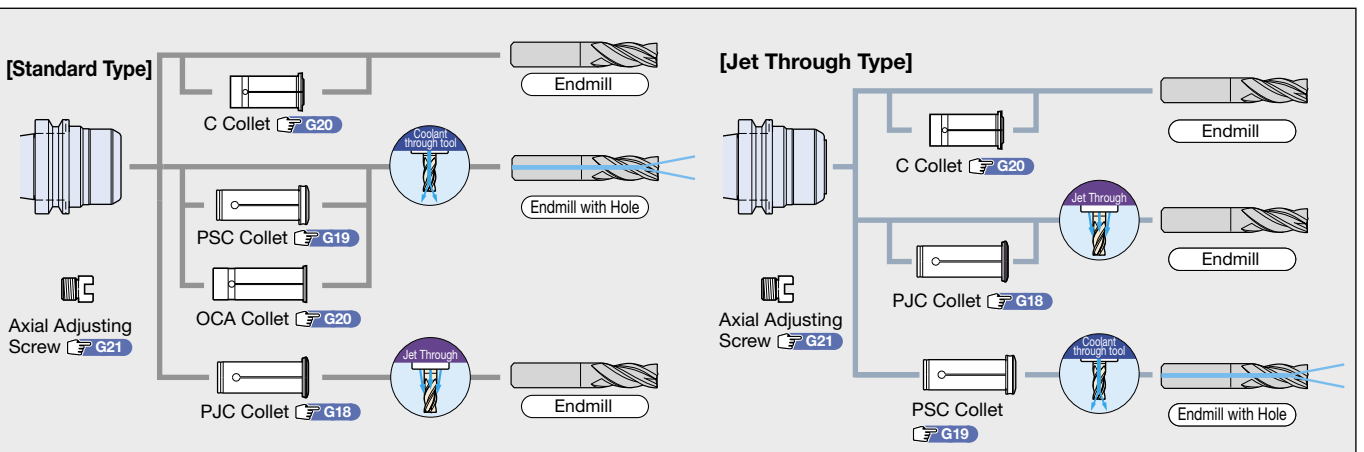 [Standard Type]
Endmill
C Collet G20
Coolant
through tool
Endmill with Hole
PSC Collet G19
OCA Collet G20
Axial Adjusting
Screw G21
Jet Through
PJC Collet G18
Endmill
[Jet Through Type]
Endmill
C Collet G20
Jet Through
Endmill
PJC Collet G18
Axial Adjusting
Screw G21
Coolant
through tool
PSC Collet
G19
Endmill with Hole